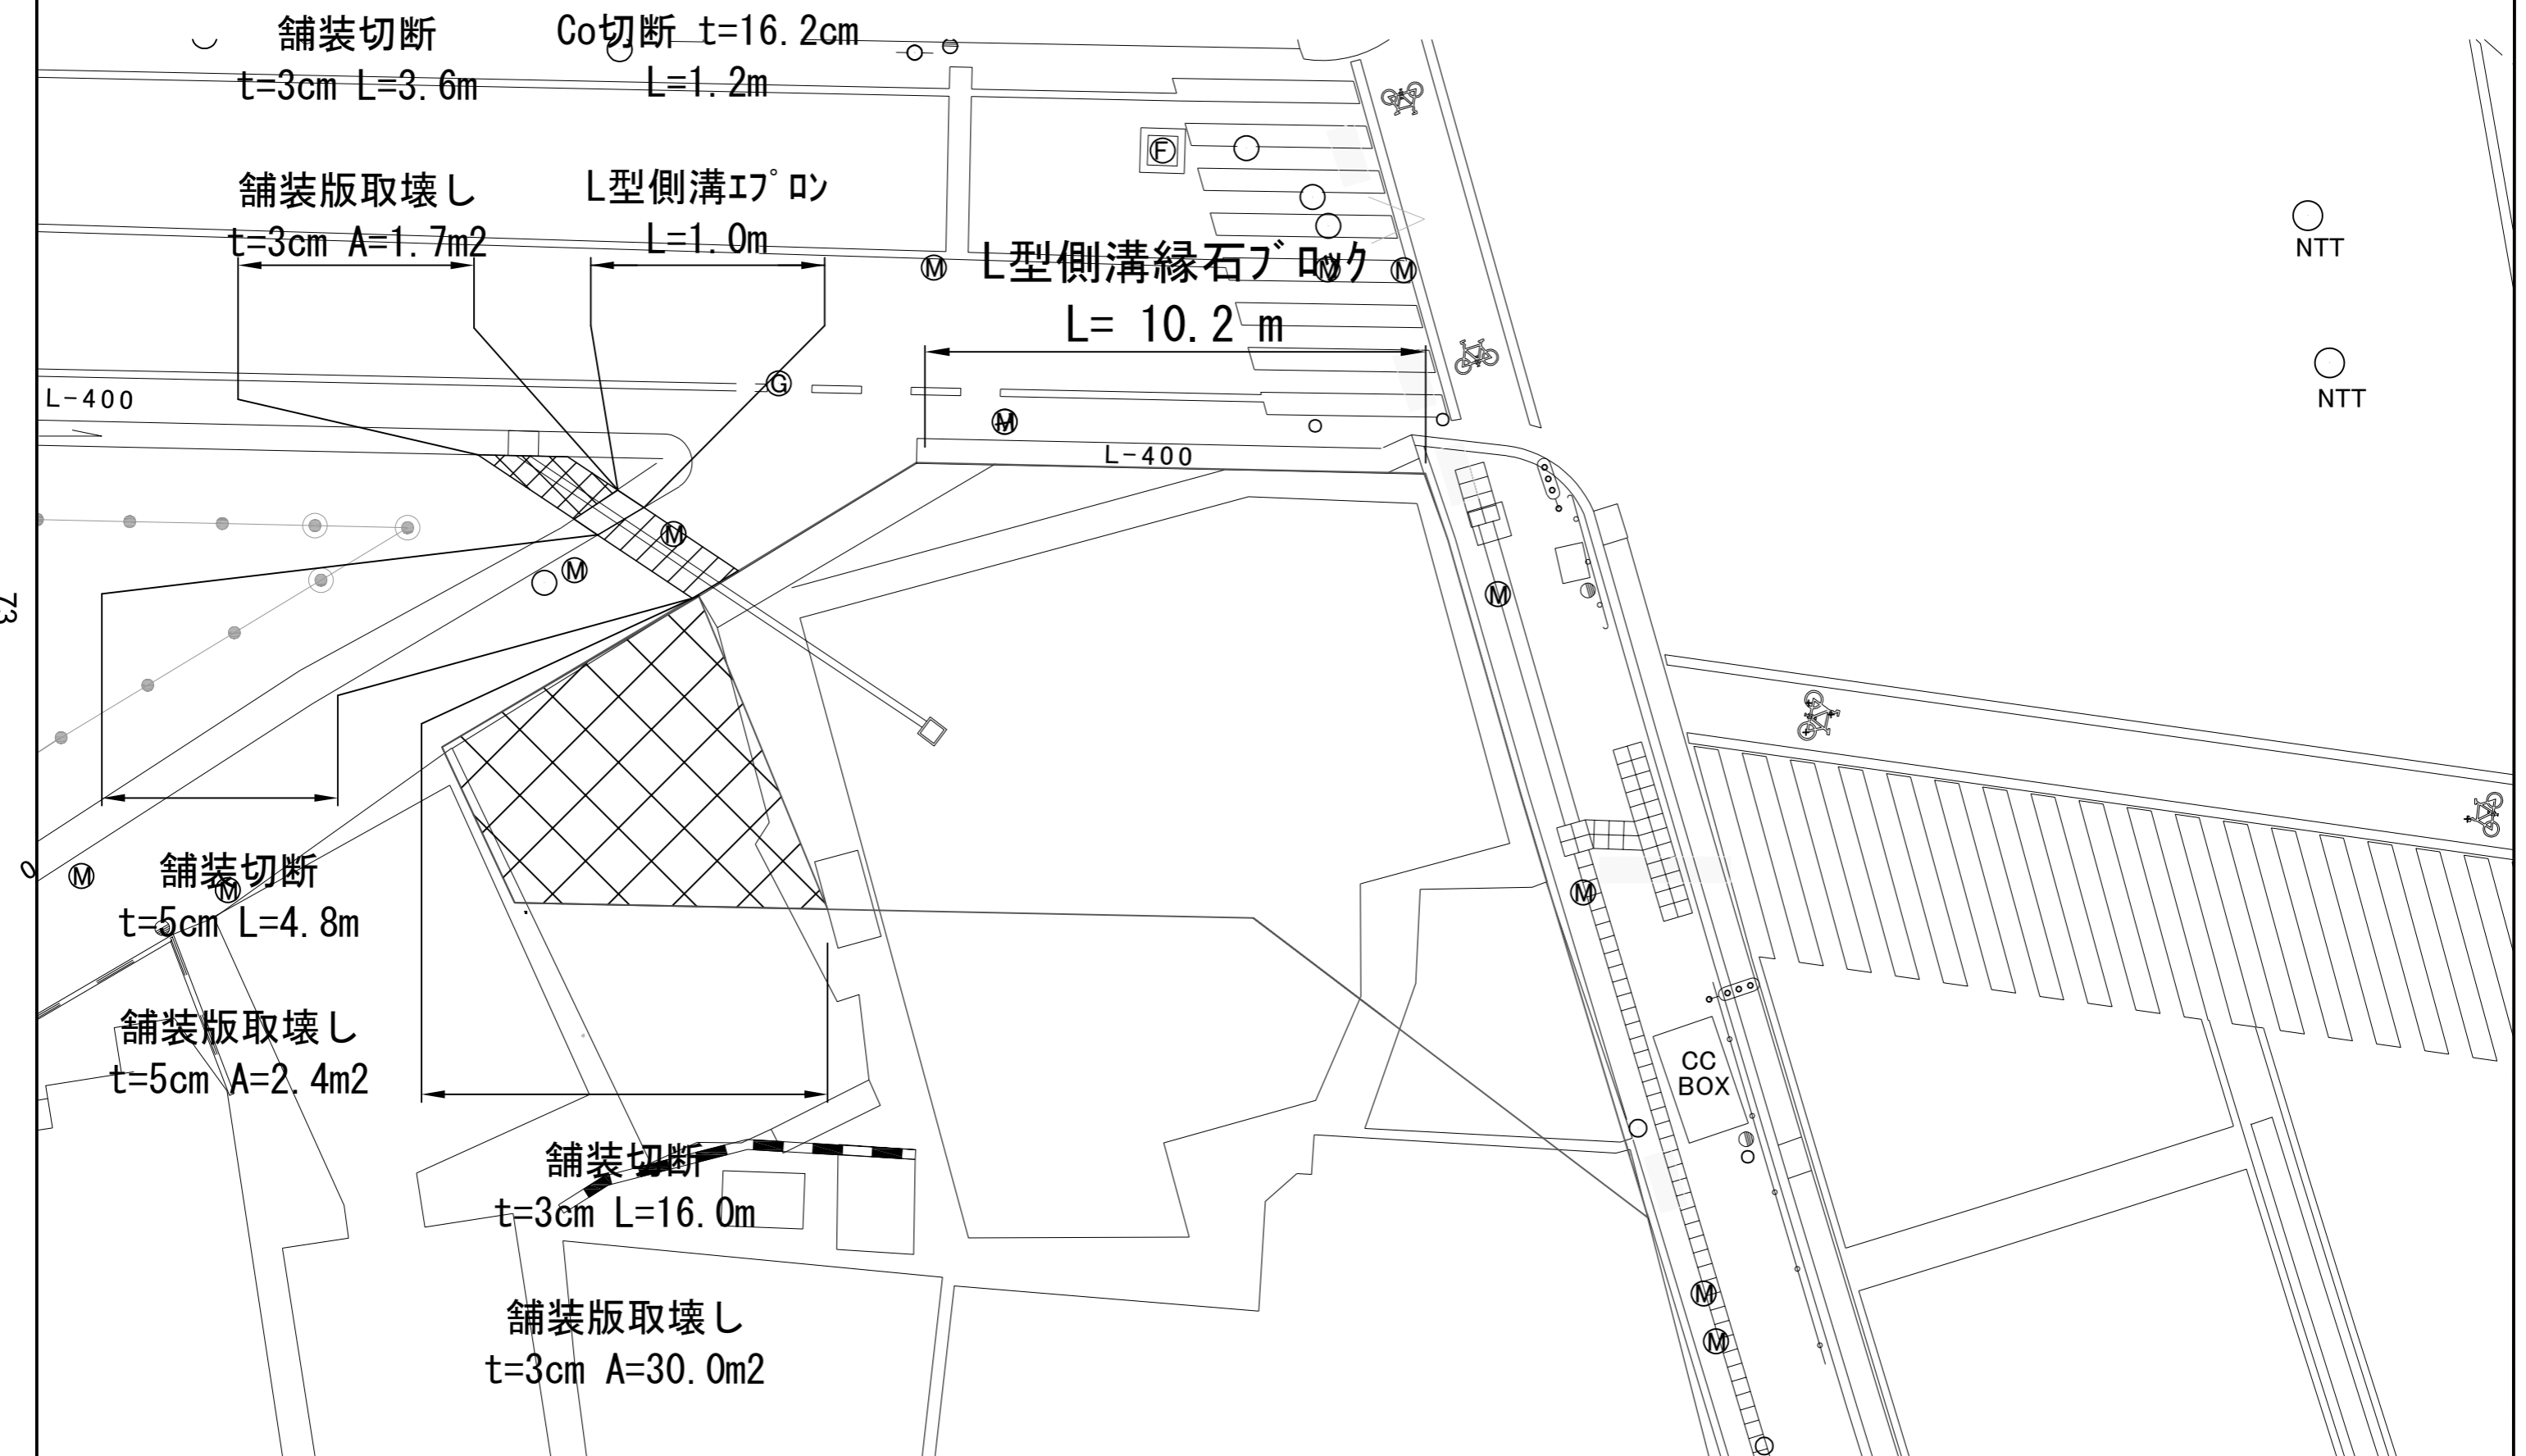 舗装切断
t=3cm L=3.6m
Co切断 t=16.2cm
L=1.2m
舗装版取壊し
t=3cm A=1.7m2
L型側溝ｴﾌﾟﾛﾝ
L=1.0m
L型側溝縁石ﾌﾞﾛｯｸ
L= 10.2 m
F
M
M
M
NTT
NTT
G
L-400
M
L-400
M
M
M
73
0
M
M
M
舗装切断
t=5cm L=4.8m
舗装版取壊し
t=5cm A=2.4m2
CC
BOX
舗装切断
t=3cm L=16.0m
M
M
舗装版取壊し
t=3cm A=30.0m2